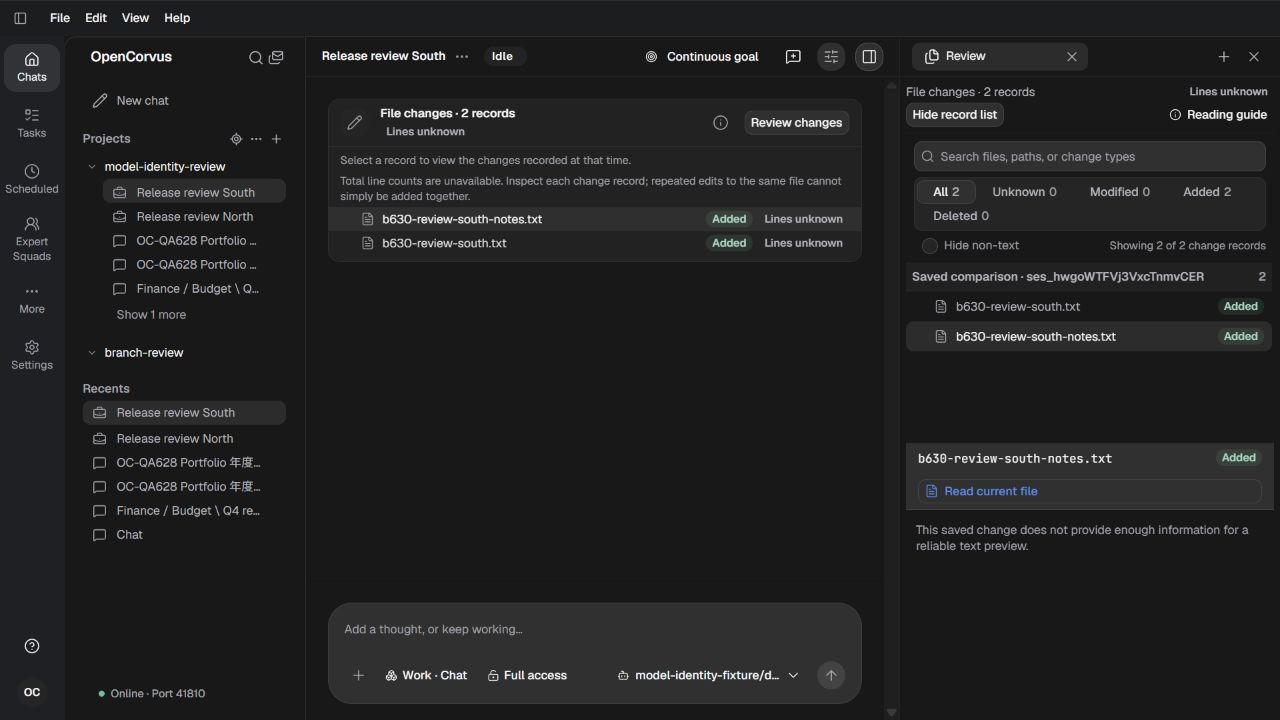 File Edit View Help
Chats
Tasks
Scheduled
Expert
Squads
More
Settings
OC
OpenCorvus
New chat
Projects
model-identity-review
Release review South
Release review North
OC-QA628 Portfolio ...
OC-QA628 Portfolio ...
Finance / Budget \ Q...
Show 1 more
branch-review
Recents
Release review South
Release review North
OC-QA628 Portfolio 年度...
OC-QA628 Portfolio 年度...
Finance / Budget \ Q4 re...
Chat
Online · Port 41810
Release review South ... Idle Continuous goal
File changes · 2 records
Lines unknown
Review changes
Select a record to view the changes recorded at that time.
Total line counts are unavailable. Inspect each change record; repeated edits to the same file cannot
simply be added together.
b630-review-south-notes.txt Added Lines unknown
b630-review-south.txt Added Lines unknown
Add a thought, or keep working...
Work · Chat Full access model-identity-fixture/d...
Review
File changes · 2 records Lines unknown
Hide record list Reading guide
Search files, paths, or change types
All 2 Unknown 0 Modified 0 Added 2
Deleted 0
Hide non-text Showing 2 of 2 change records
Saved comparison · ses_hwgoWTFVj3VxcTnmvCER 2
b630-review-south.txt Added
b630-review-south-notes.txt Added
b630-review-south-notes.txt Added
Read current file
This saved change does not provide enough information for a
reliable text preview.